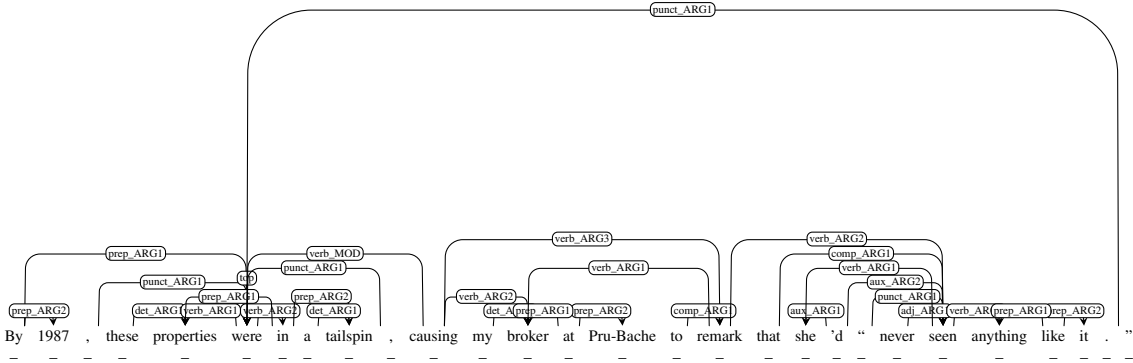 punct_ARG1
verb_ARG3 verb_ARG2
prep_ARG1 verb_MOD comp_ARG1
punct_ARG1 verb_ARG1 verb_ARG1
punct_ARG1 top aux_ARG2
prep_ARG1 prep_ARG2 verb_ARG2 punct_ARG1
prep_ARG2 det_ARG1 verb_ARG1 verb_ARG2 det_ARG1 det_A prep_ARG1 prep_ARG2 comp_ARG1 aux_ARG1 adj_ARG verb_AR prep_ARG1 rep_ARG2
By 1987 , these properties were in a tailspin , causing my broker at Pru-Bache to remark that she 'd “ never seen anything like it . ”
_ _ _ _ _ _ _ _ _ _ _ _ _ _ _ _ _ _ _ _ _ _ _ _ _ _ _ _